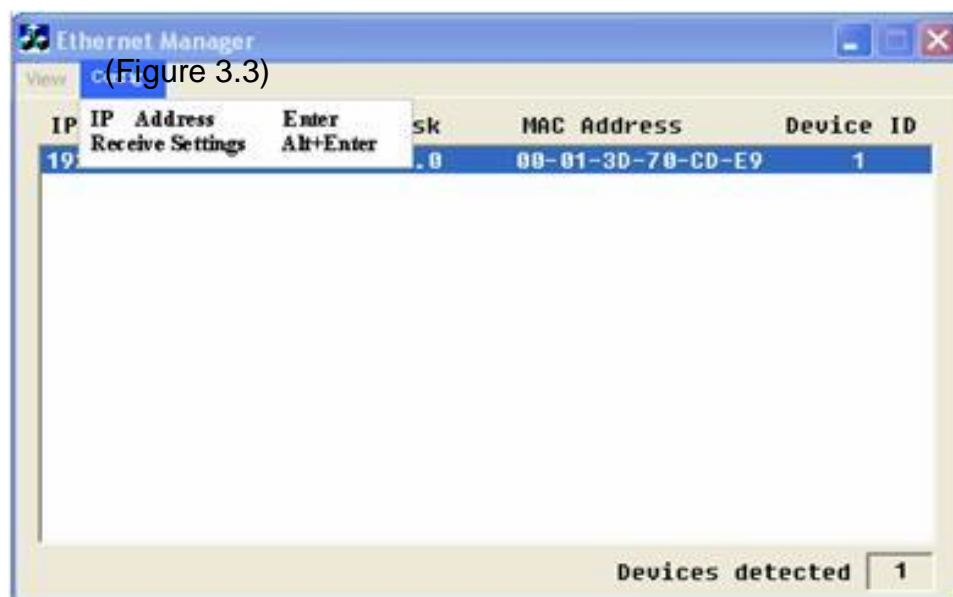 Ethernet Manager
(Figure 3.3)
View
IP Address Enter
Receive Settings Alt+Enter
IP sk MAC Address Device ID
19 .0 00-01-3D-70-CD-E9 1
Devices detected 1